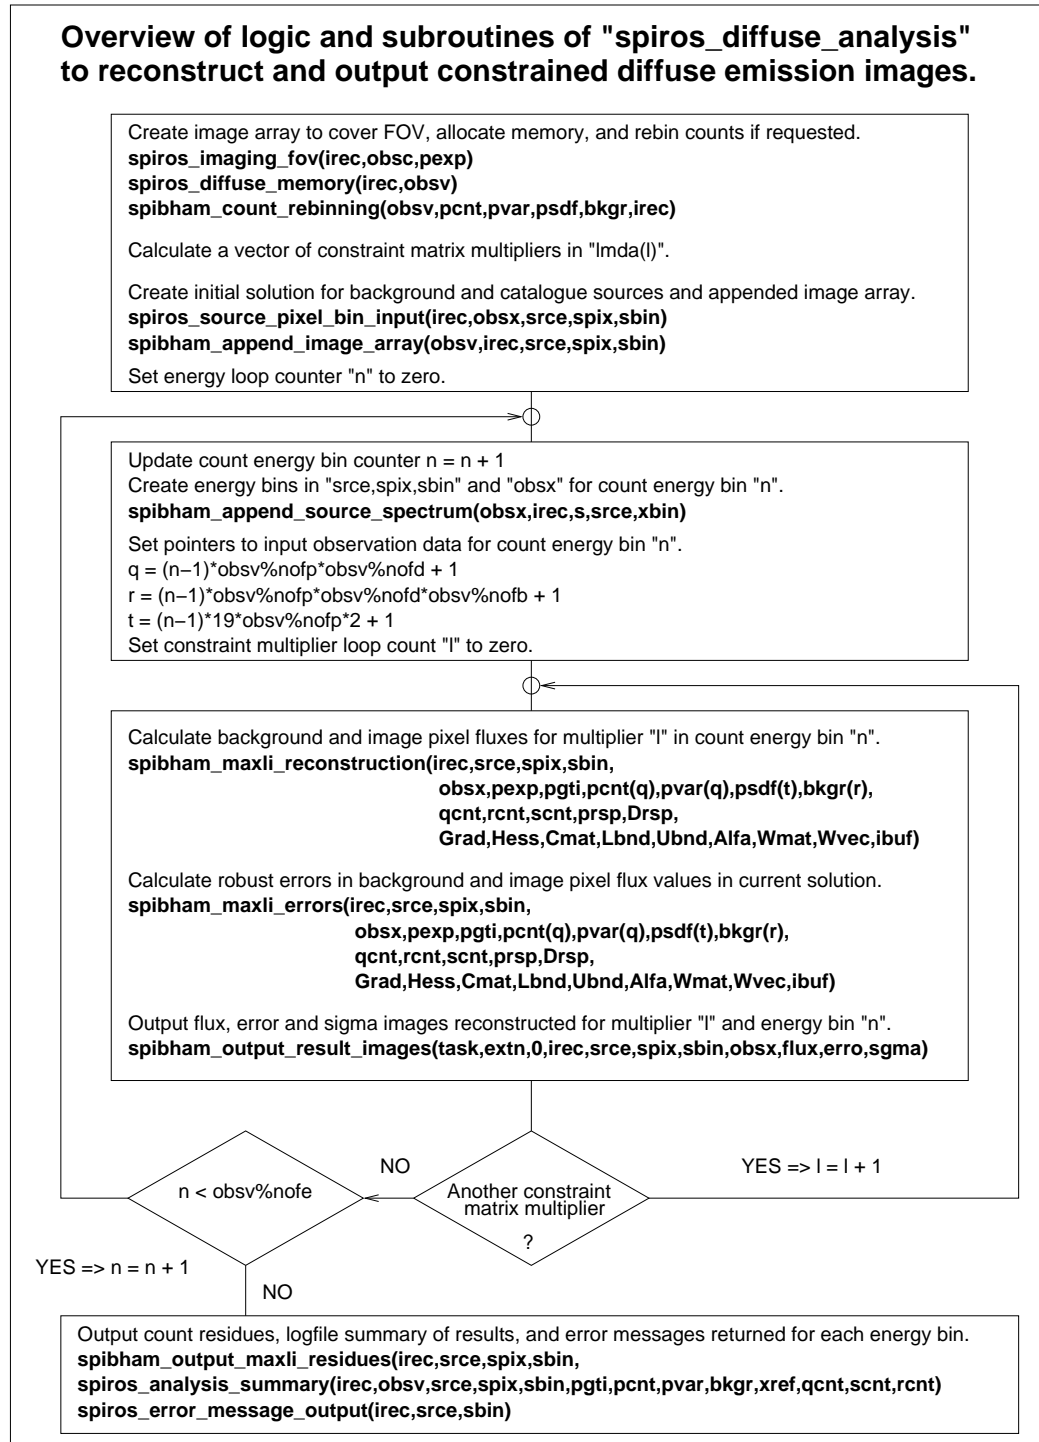 Overview of logic and subroutines of "spiros_diffuse_analysis"
to reconstruct and output constrained diffuse emission images.
Create image array to cover FOV, allocate memory, and rebin counts if requested.
spiros_imaging_fov(irec,obsc,pexp)
spiros_diffuse_memory(irec,obsv)
spibham_count_rebinning(obsv,pcnt,pvar,psdf,bkgr,irec)
Calculate a vector of constraint matrix multipliers in "lmda(l)".
Create initial solution for background and catalogue sources and appended image array.
spiros_source_pixel_bin_input(irec,obsx,srce,spix,sbin)
spibham_append_image_array(obsv,irec,srce,spix,sbin)
Set energy loop counter "n" to zero.
Update count energy bin counter n = n + 1
Create energy bins in "srce,spix,sbin" and "obsx" for count energy bin "n".
spibham_append_source_spectrum(obsx,irec,s,srce,xbin)
Set pointers to input observation data for count energy bin "n".
q = (n−1)*obsv%nofp*obsv%nofd + 1
r = (n−1)*obsv%nofp*obsv%nofd*obsv%nofb + 1
t = (n−1)*19*obsv%nofp*2 + 1
Set constraint multiplier loop count "l" to zero.
Calculate background and image pixel fluxes for multiplier "l" in count energy bin "n".
spibham_maxli_reconstruction(irec,srce,spix,sbin,
obsx,pexp,pgti,pcnt(q),pvar(q),psdf(t),bkgr(r),
qcnt,rcnt,scnt,prsp,Drsp,
Grad,Hess,Cmat,Lbnd,Ubnd,Alfa,Wmat,Wvec,ibuf)
Calculate robust errors in background and image pixel flux values in current solution.
spibham_maxli_errors(irec,srce,spix,sbin,
obsx,pexp,pgti,pcnt(q),pvar(q),psdf(t),bkgr(r),
qcnt,rcnt,scnt,prsp,Drsp,
Grad,Hess,Cmat,Lbnd,Ubnd,Alfa,Wmat,Wvec,ibuf)
Output flux, error and sigma images reconstructed for multiplier "l" and energy bin "n".
spibham_output_result_images(task,extn,0,irec,srce,spix,sbin,obsx,flux,erro,sgma)
NO
YES => l = l + 1
n < obsv%nofe
Another constraint
matrix multiplier
?
YES => n = n + 1
NO
Output count residues, logfile summary of results, and error messages returned for each energy bin.
spibham_output_maxli_residues(irec,srce,spix,sbin,
spiros_analysis_summary(irec,obsv,srce,spix,sbin,pgti,pcnt,pvar,bkgr,xref,qcnt,scnt,rcnt)
spiros_error_message_output(irec,srce,sbin)